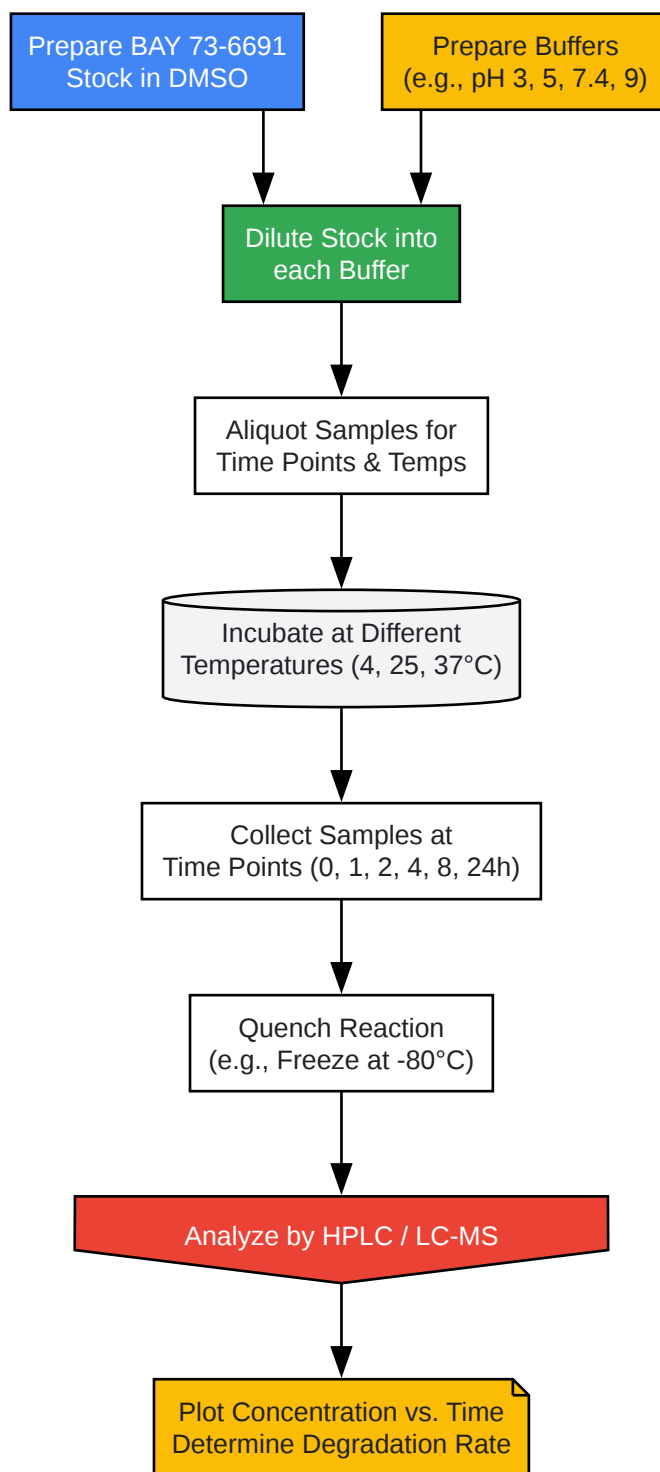 Prepare BAY 73-6691
Stock in DMSO
Prepare Buffers
(e.g., pH 3, 5, 7.4, 9)
Dilute Stock into
each Buffer
Aliquot Samples for
Time Points & Temps
Incubate at Different
Temperatures (4, 25, 37°C)
Collect Samples at
Time Points (0, 1, 2, 4, 8, 24h)
Quench Reaction
(e.g., Freeze at -80°C)
Analyze by HPLC / LC-MS
Plot Concentration vs. Time
Determine Degradation Rate